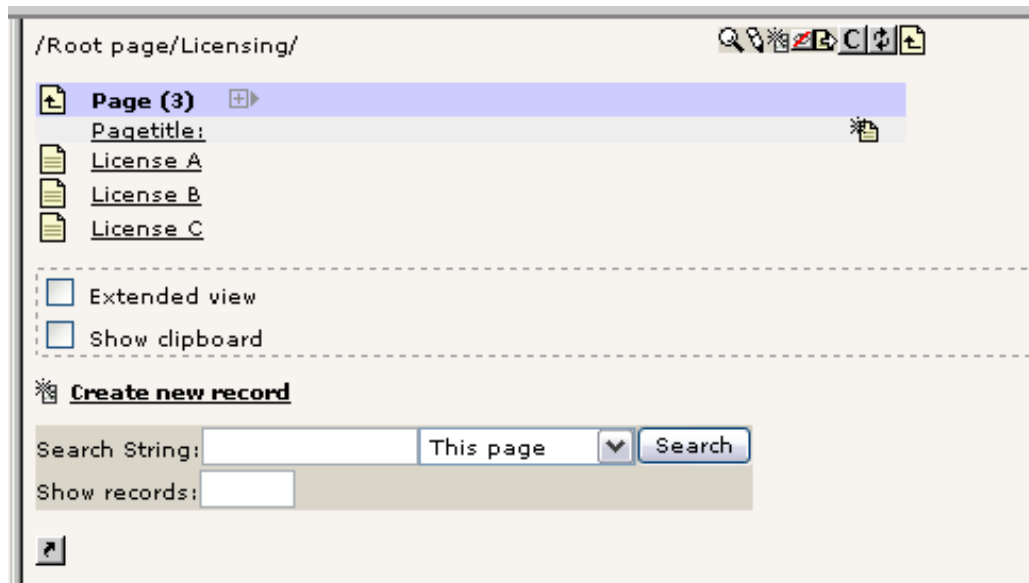 /Root page/Licensing/
C
Page (3)
Pagetitle:
License A
License B
License C
Extended view
Show clipboard
Create new record
Search String: This page Search
Show records: